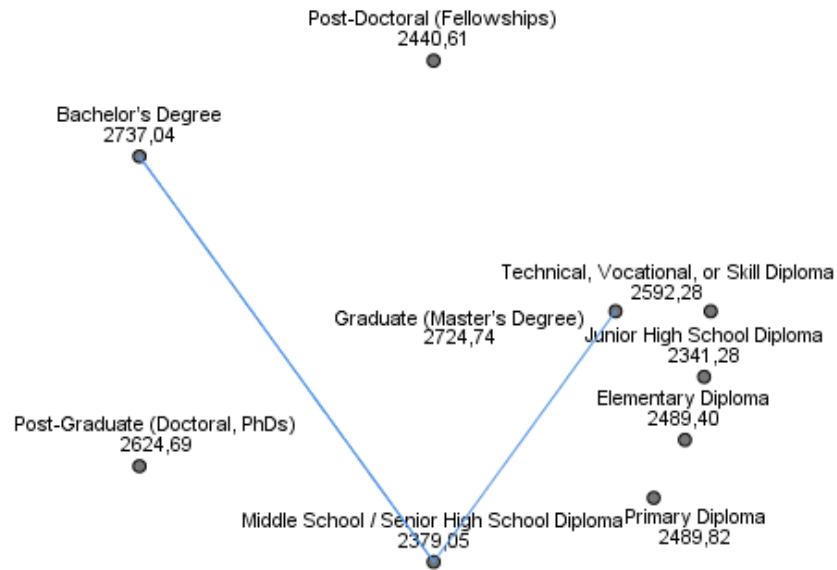 Post-Doctoral (Fellowships)
2440,61
Bachelor's Degree
2737,04
Technical, Vocational, or Skill Diploma
2592,28
Graduate (Master's Degree)
2724,74
Junior High School Diploma
2341,28
Elementary Diploma
2489,40
Post-Graduate (Doctoral, PhDs)
2624,69
Middle School / Senior High School Diploma
2379,05
Primary Diploma
2489,82